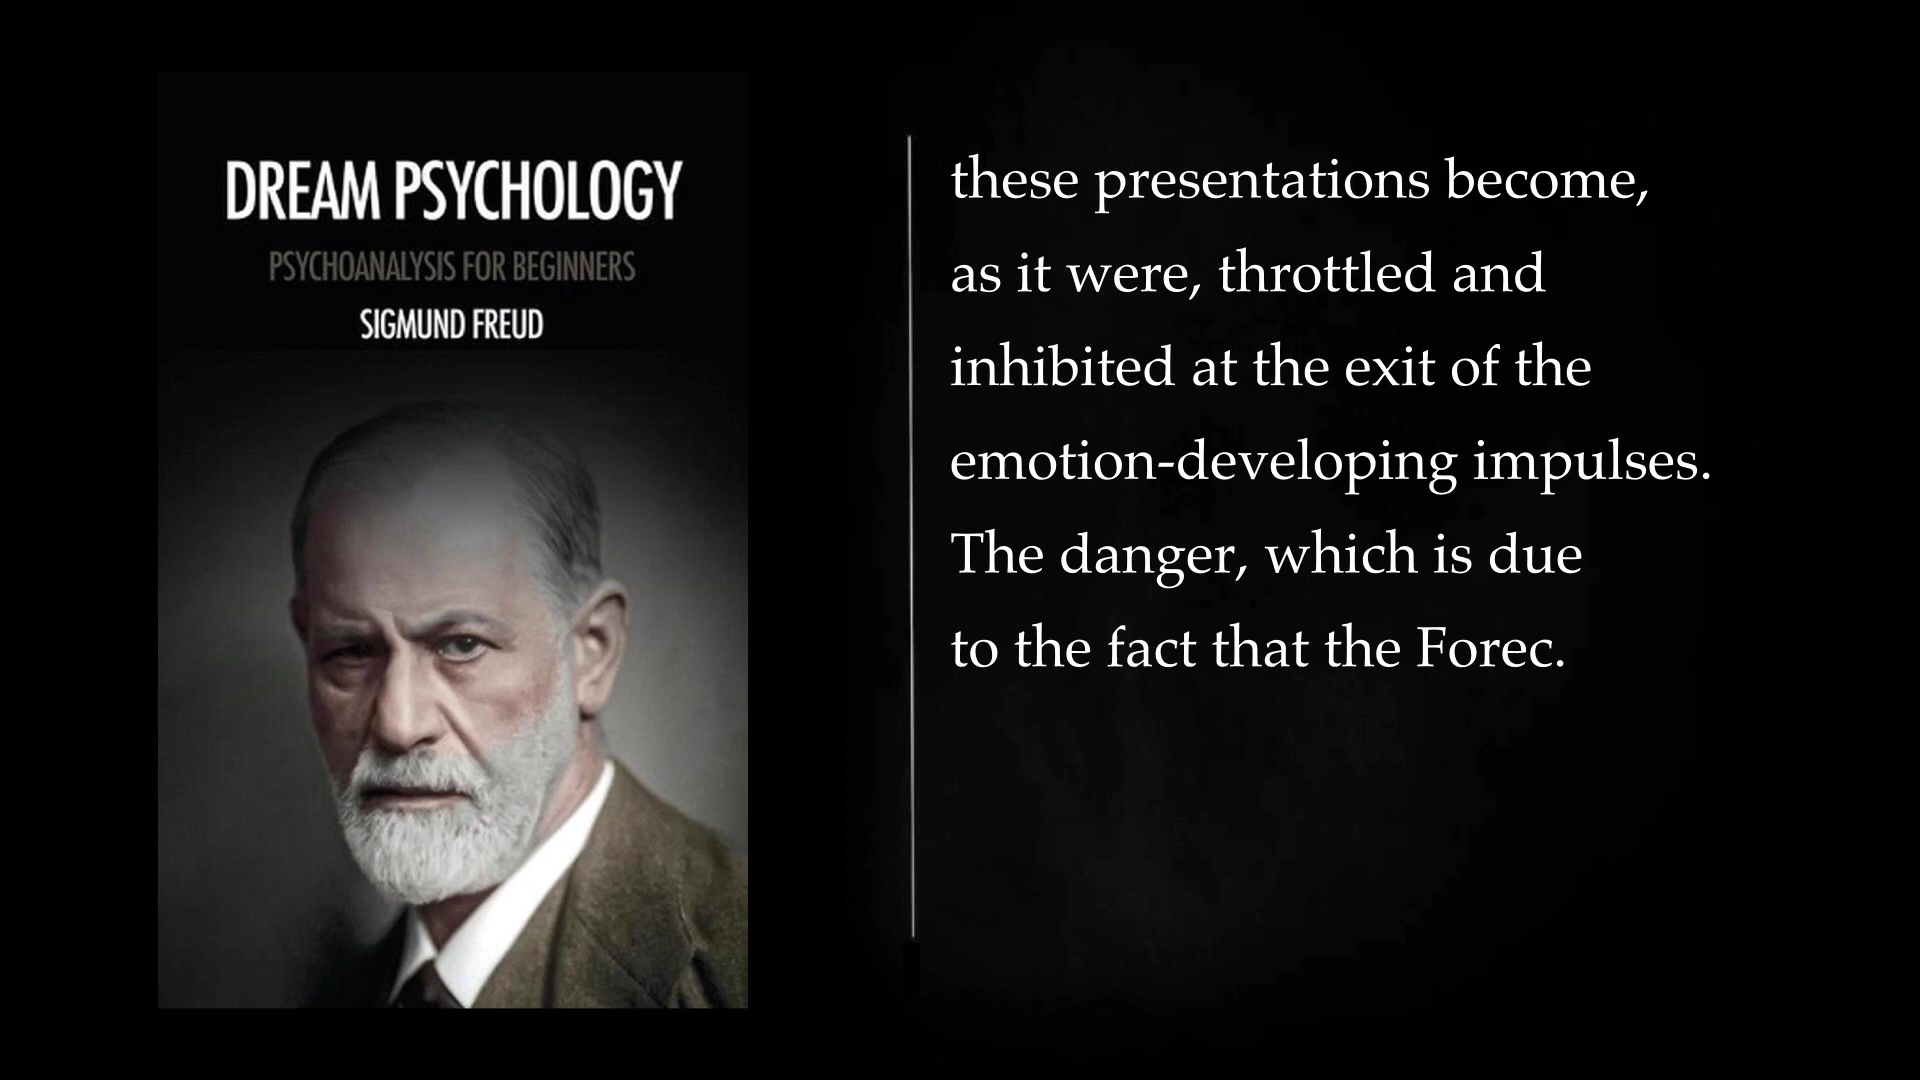 DREAM PSYCHOLOGY
PSYCHOANALYSIS FOR BEGINNERS
SIGMUND FREUD
these presentations become,
as it were, throttled and
inhibited at the exit of the
emotion-developing impulses.
The danger, which is due
to the fact that the Forec.